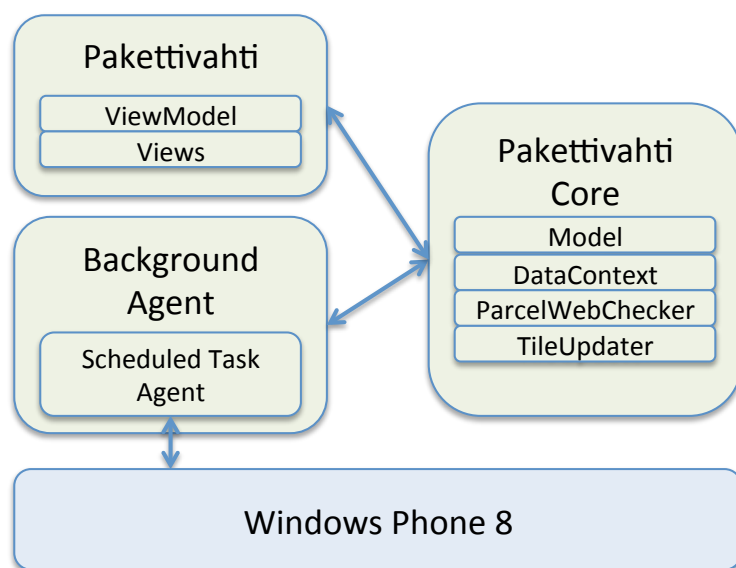 Pakettivahti
ViewModel
Views
Background
Agent
Scheduled Task
Agent
Pakettivahti
Core
Model
DataContext
ParcelWebChecker
TileUpdater
Windows Phone 8